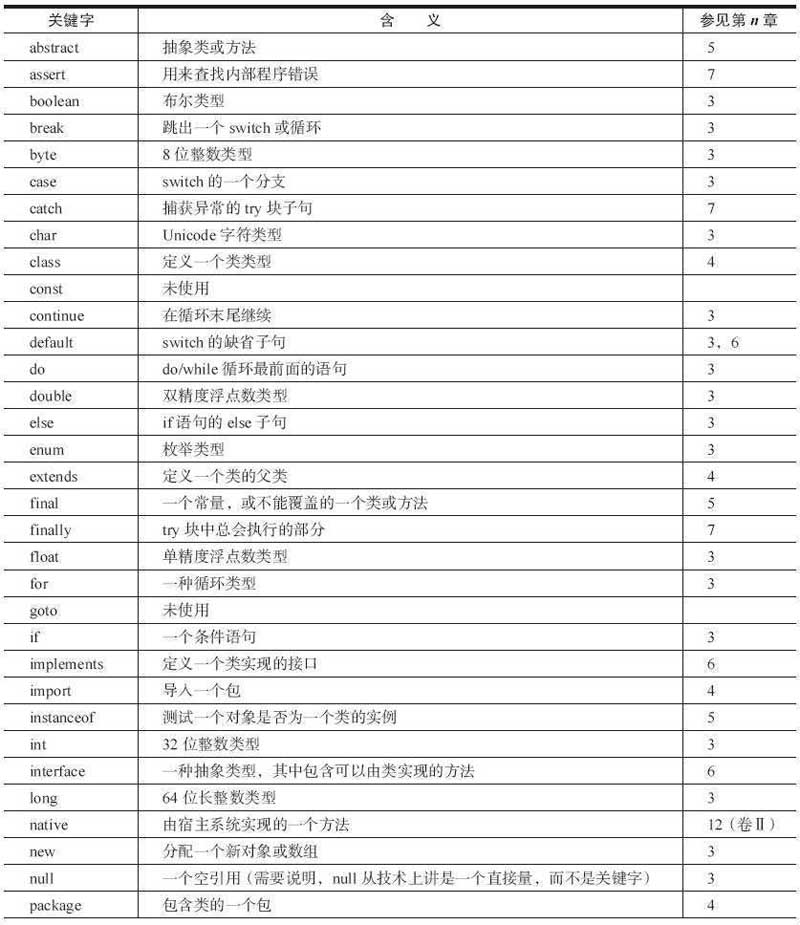 关键字 含 义 参见第 n 章
abstract 抽象类或方法 5
assert 用来查找内部程序错误 7
boolean 布尔类型 3
break 跳出一个 switch 或循环 3
byte 8 位整数类型 3
case switch 的一个分支 3
catch 捕获异常的 try 块子句 7
char Unicode 字符类型 3
class 定义一个类类型 4
const 未使用
continue 在循环末尾继续 3
default switch 的缺省子句 3，6
do do/while 循环最前面的语句 3
double 双精度浮点数类型 3
else if 语句的 else 子句 3
enum 枚举类型 3
extends 定义一个类的父类 4
final 一个常量，或不能覆盖的一个类或方法 5
finally try 块中总会执行的部分 7
float 单精度浮点数类型 3
for 一种循环类型 3
goto 未使用
if 一个条件语句 3
implements 定义一个类实现的接口 6
import 导入一个包 4
instanceof 测试一个对象是否为一个类的实例 5
int 32 位整数类型 3
interface 一种抽象类型，其中包含可以由类实现的方法 6
long 64 位长整数类型 3
native 由宿主系统实现的一个方法 12（卷Ⅱ）
new 分配一个新对象或数组 3
null 一个空引用（需要说明，null 从技术上讲是一个直接量，而不是关键字） 3
package 包含类的一个包 4